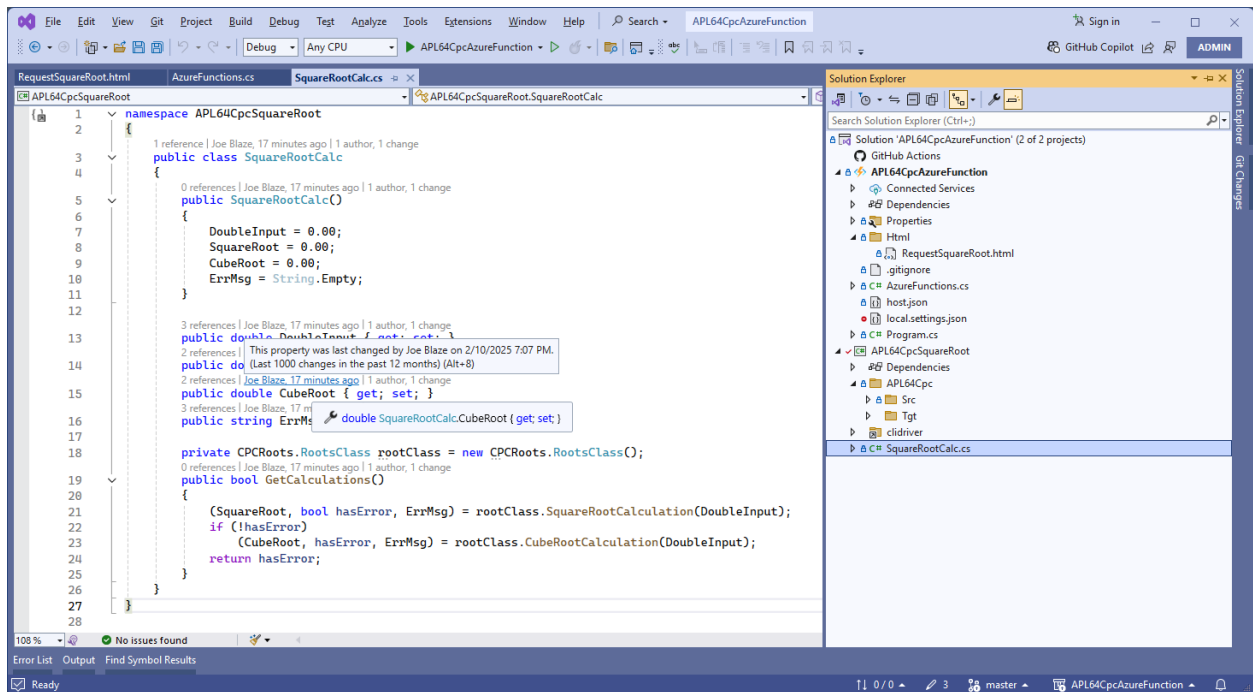 File Edit View Git Project Build Debug Test Analyze Tools Extensions Window Help Search APL64CpcAzureFunction Sign in
Debug Any CPU APL64CpcAzureFunction GitHub Copilot ADMIN
RequestSquareRoot.html AzureFunctions.cs SquareRootCalc.cs
APL64CpcSquareRoot APL64CpcSquareRoot.SquareRootCalc
1 namespace APL64CpcSquareRoot
2 {
1 reference | Joe Blaze, 17 minutes ago | 1 author, 1 change
3 public class SquareRootCalc
4 {
0 references | Joe Blaze, 17 minutes ago | 1 author, 1 change
5 public SquareRootCalc()
6 {
7 DoubleInput = 0.00;
8 SquareRoot = 0.00;
9 CubeRoot = 0.00;
10 ErrMsg = String.Empty;
11 }
12
3 references | Joe Blaze, 17 minutes ago | 1 author, 1 change
13 public double DoubleInput { get; set; }
2 references
This property was last changed by Joe Blaze on 2/10/2025 7:07 PM.
(Last 1000 changes in the past 12 months) (Alt+8)
14 public do
2 references | Joe Blaze, 17 minutes ago | 1 author, 1 change
15 public double CubeRoot { get; set; }
3 references | Joe Blaze, 17 m
double SquareRootCalc.CubeRoot { get; set; }
16 public string ErrMs
17
18 private CPCRoots.RootsClass rootClass = new CPCRoots.RootsClass();
0 references | Joe Blaze, 17 minutes ago | 1 author, 1 change
19 public bool GetCalculations()
20 {
21 (SquareRoot, bool hasError, ErrMsg) = rootClass.SquareRootCalculation(DoubleInput);
22 if (!hasError)
23 (CubeRoot, hasError, ErrMsg) = rootClass.CubeRootCalculation(DoubleInput);
24 return hasError;
25 }
26 }
27 }
28
108 % No issues found
Error List Output Find Symbol Results
Ready 0 / 0 3 master APL64CpcAzureFunction
Solution Explorer
Search Solution Explorer (Ctrl+;)
Solution 'APL64CpcAzureFunction' (2 of 2 projects)
GitHub Actions
APL64CpcAzureFunction
Connected Services
Dependencies
Properties
Html
RequestSquareRoot.html
.gitignore
C# AzureFunctions.cs
host.json
local.settings.json
C# Program.cs
APL64CpcSquareRoot
Dependencies
APL64Cpc
Src
Tgt
clidriver
C# SquareRootCalc.cs
Solution Explorer
Git Changes